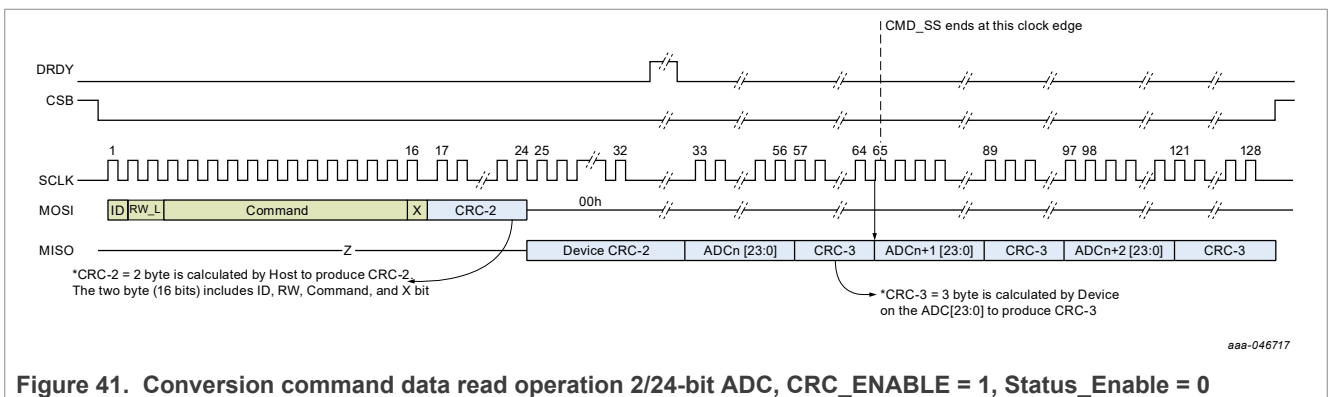 CMD_SS ends at this clock edge
DRDY
CSB
1 16 17 24 25 32 33 56 57 64 65 89 97 98 121 128
SCLK
MOSI ID RW_L Command X CRC-2 00h
MISO Z Device CRC-2 ADCn [23:0] CRC-3 ADCn+1 [23:0] CRC-3 ADCn+2 [23:0] CRC-3
*CRC-2 = 2 byte is calculated by Host to produce CRC-2.
The two byte (16 bits) includes ID, RW, Command, and X bit
*CRC-3 = 3 byte is calculated by Device
on the ADC[23:0] to produce CRC-3
aaa-046717
Figure 41. Conversion command data read operation 2/24-bit ADC, CRC_ENABLE = 1, Status_Enable = 0